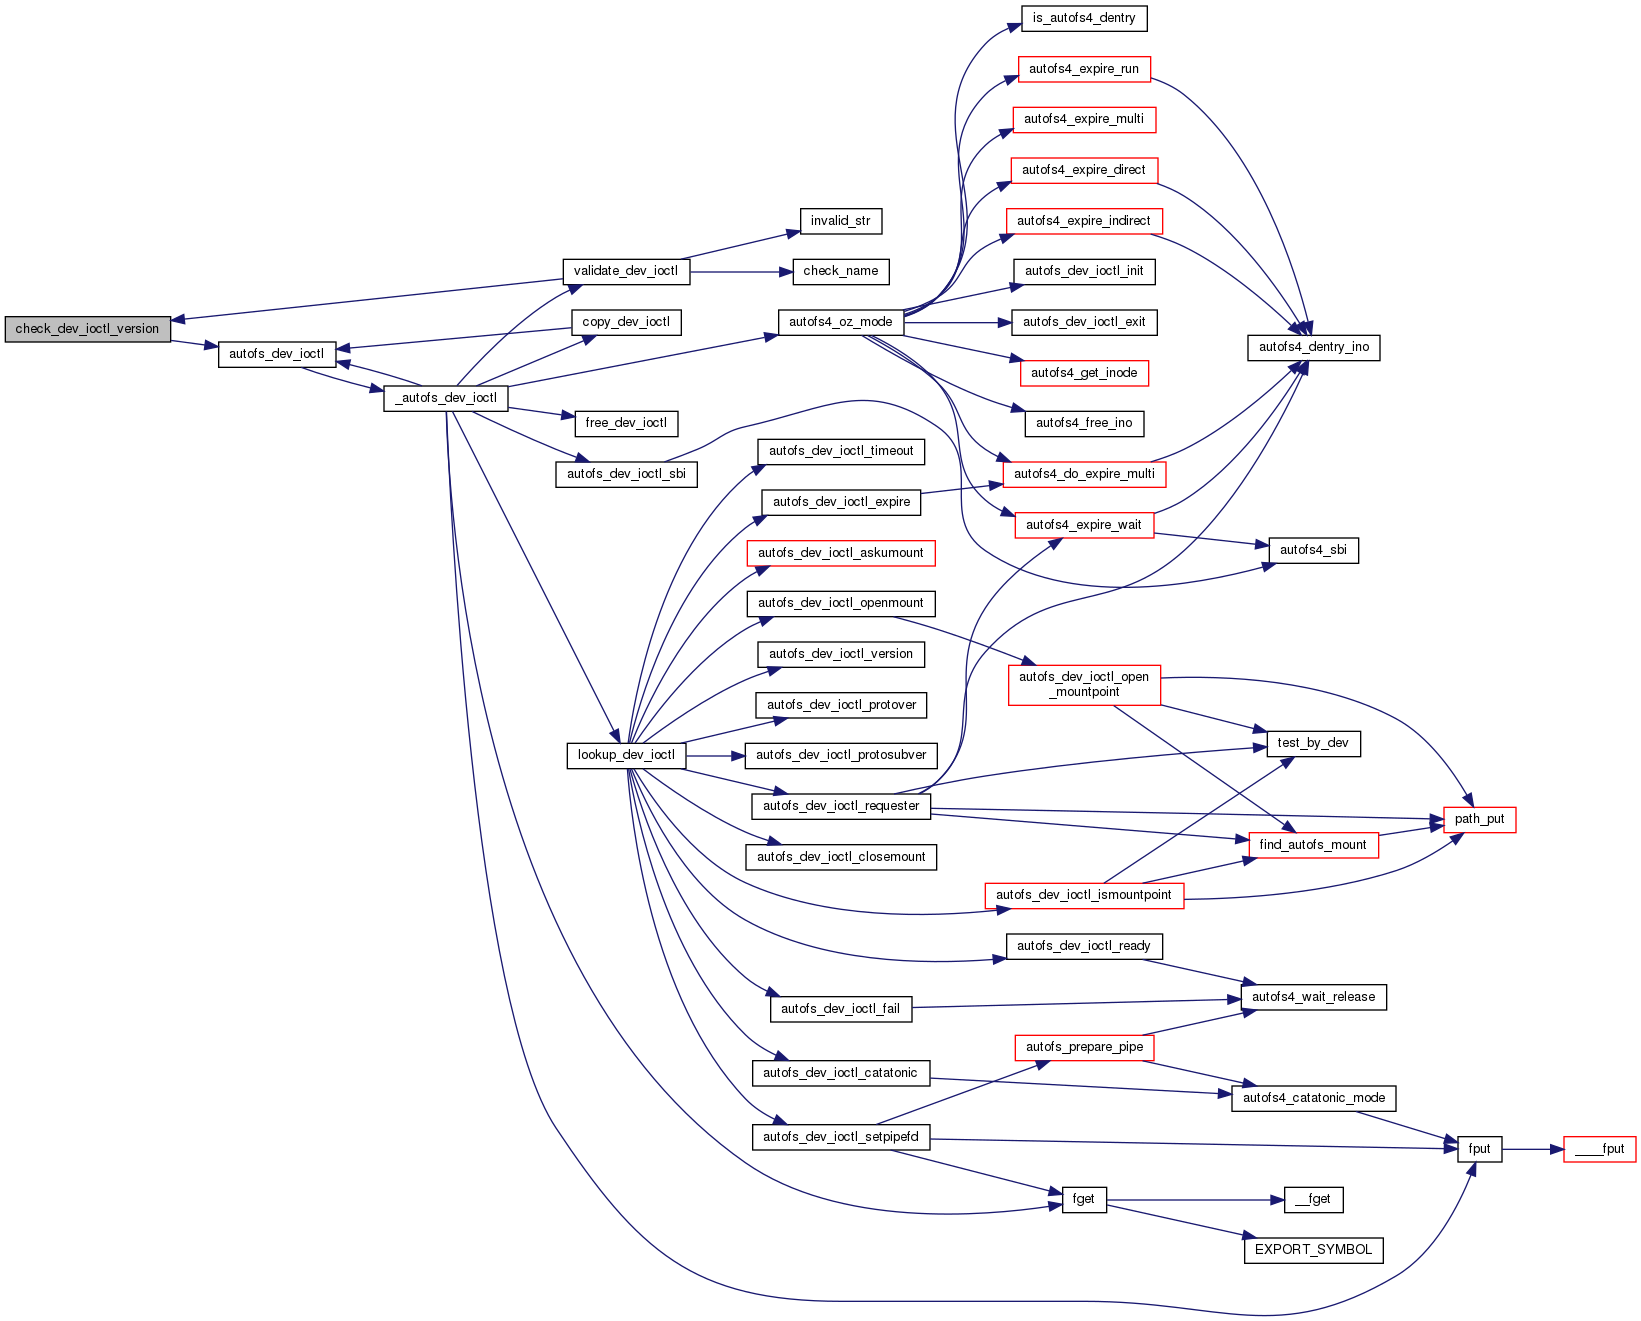 is_autofs4_dentry
autofs4_expire_run
autofs4_expire_multi
autofs4_expire_direct
invalid_str
autofs4_expire_indirect
validate_dev_ioctl
check_name
autofs_dev_ioctl_init
check_dev_ioctl_version
copy_dev_ioctl
autofs4_oz_mode
autofs_dev_ioctl_exit
autofs_dev_ioctl
autofs4_dentry_ino
autofs4_get_inode
_autofs_dev_ioctl
free_dev_ioctl
autofs4_free_ino
autofs_dev_ioctl_timeout
autofs_dev_ioctl_sbi
autofs4_do_expire_multi
autofs_dev_ioctl_expire
autofs4_expire_wait
autofs_dev_ioctl_askumount
autofs4_sbi
autofs_dev_ioctl_openmount
autofs_dev_ioctl_version
autofs_dev_ioctl_open
_mountpoint
autofs_dev_ioctl_protover
test_by_dev
lookup_dev_ioctl
autofs_dev_ioctl_protosubver
autofs_dev_ioctl_requester
path_put
find_autofs_mount
autofs_dev_ioctl_closemount
autofs_dev_ioctl_ismountpoint
autofs_dev_ioctl_ready
autofs4_wait_release
autofs_dev_ioctl_fail
autofs_prepare_pipe
autofs_dev_ioctl_catatonic
autofs4_catatonic_mode
autofs_dev_ioctl_setpipefd
fput
____fput
fget
__fget
EXPORT_SYMBOL